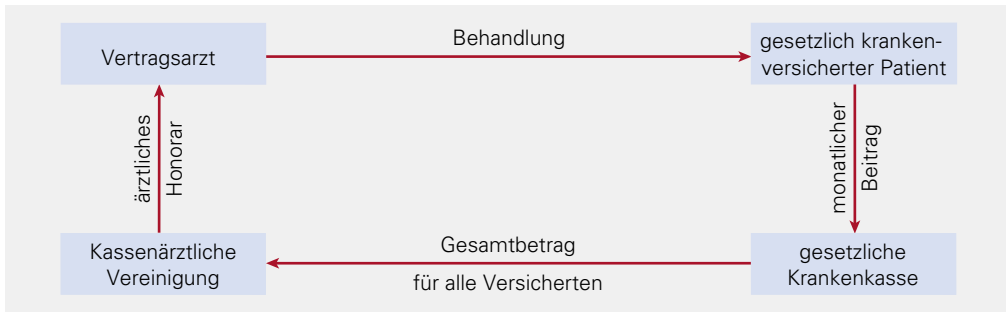 Vertragsarzt
Behandlung
gesetzlich kranken-
versicherter Patient
ärztliches
Honorar
monatlicher
Beitrag
Kassenärztliche
Vereinigung
Gesamtbetrag
für alle Versicherten
gesetzliche
Krankenkasse